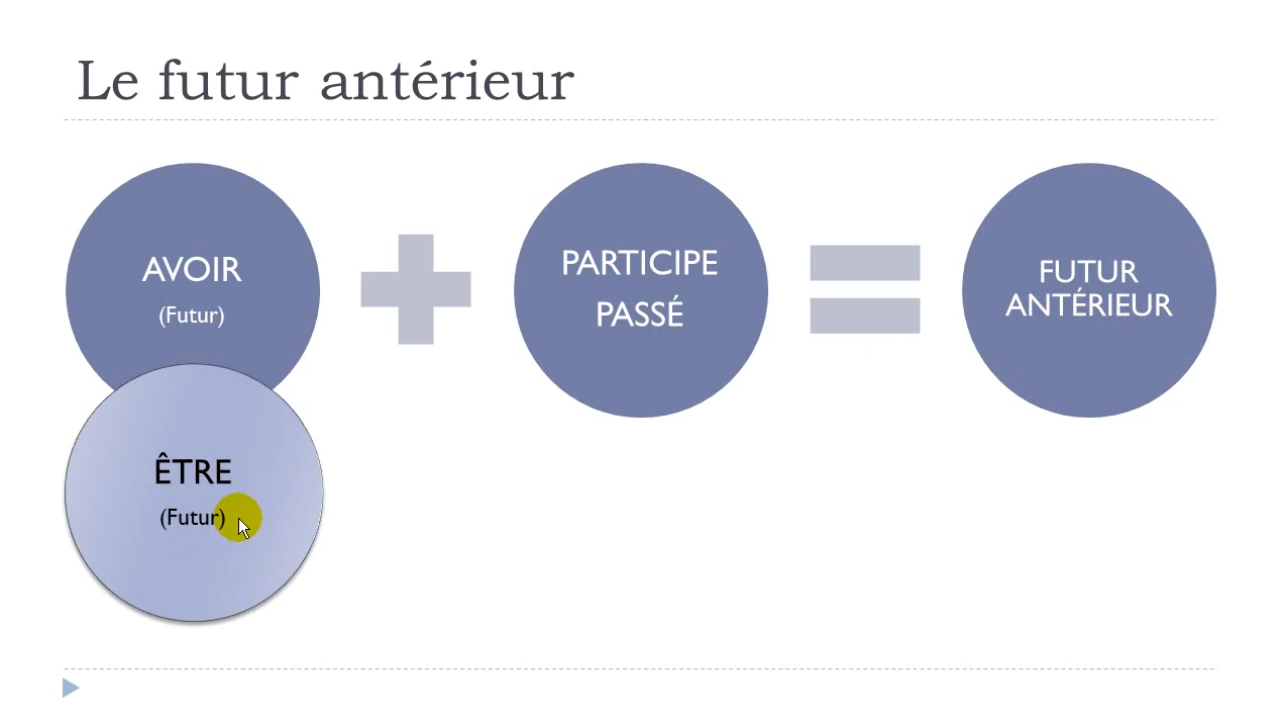 Le futur antérieur
AVOIR
(Futur)
PARTICIPE
PASSÉ
FUTUR
ANTÉRIEUR
ÊTRE
(Futur)